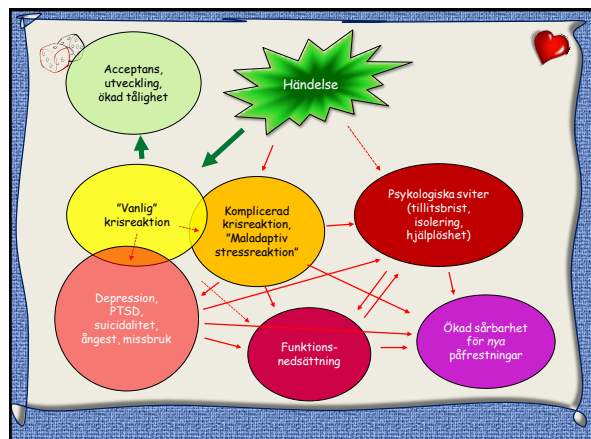 Acceptans,
utveckling,
ökad tålighet
Händelse
"Vanlig"
krisreaktion
Komplicerad
krisreaktion,
"Maladaptiv
stressreaktion"
Psykologiska sviter
(tillitsbrist,
isolering,
hjälplöshet)
Depression,
PTSD,
suicidalitet,
ångest, missbruk
Funktions-
nedsättning
Ökad sårbarhet
för nya
påfrestningar